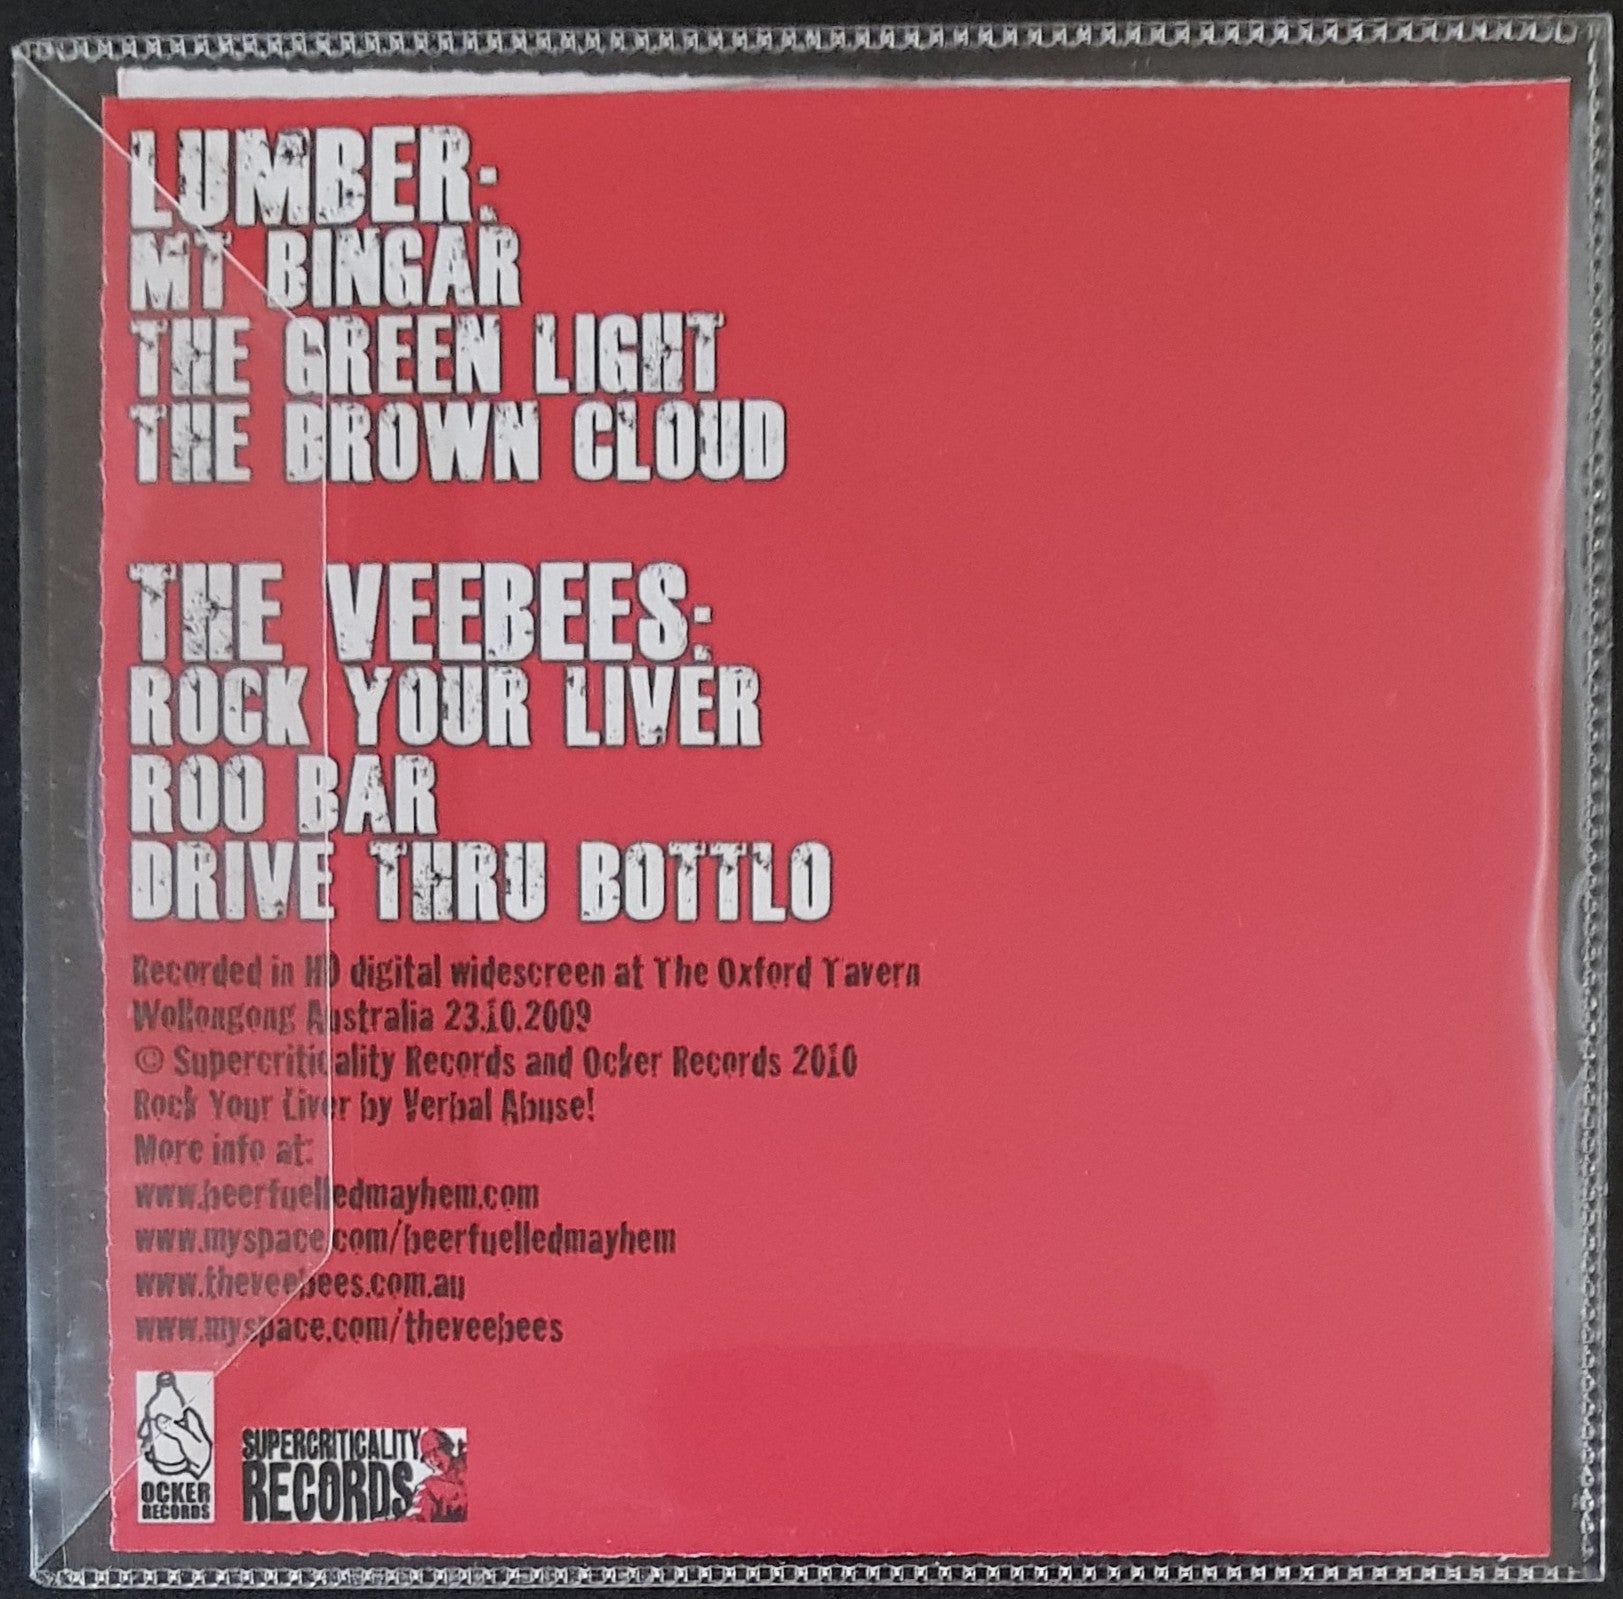 LUMBER:
MT BINGAR
THE GREEN LIGHT
THE BROWN CLOUD
THE VEEBEES:
ROCK YOUR LIVER
ROO BAR
DRIVE THRU BOTTLO
Recorded in HD digital widescreen at The Oxford Tavern
Wollongong Australia 23.10.2009
© Supercriticality Records and Ocker Records 2010
Rock Your Liver by Verbal Abuse!
More info at:
www.beerfuelledmayhem.com
www.myspace.com/beerfuelledmayhem
www.theveebees.com.au
www.myspace.com/theveebees
OCKER
RECORDS
SUPERCRITICALITY
RECORDS